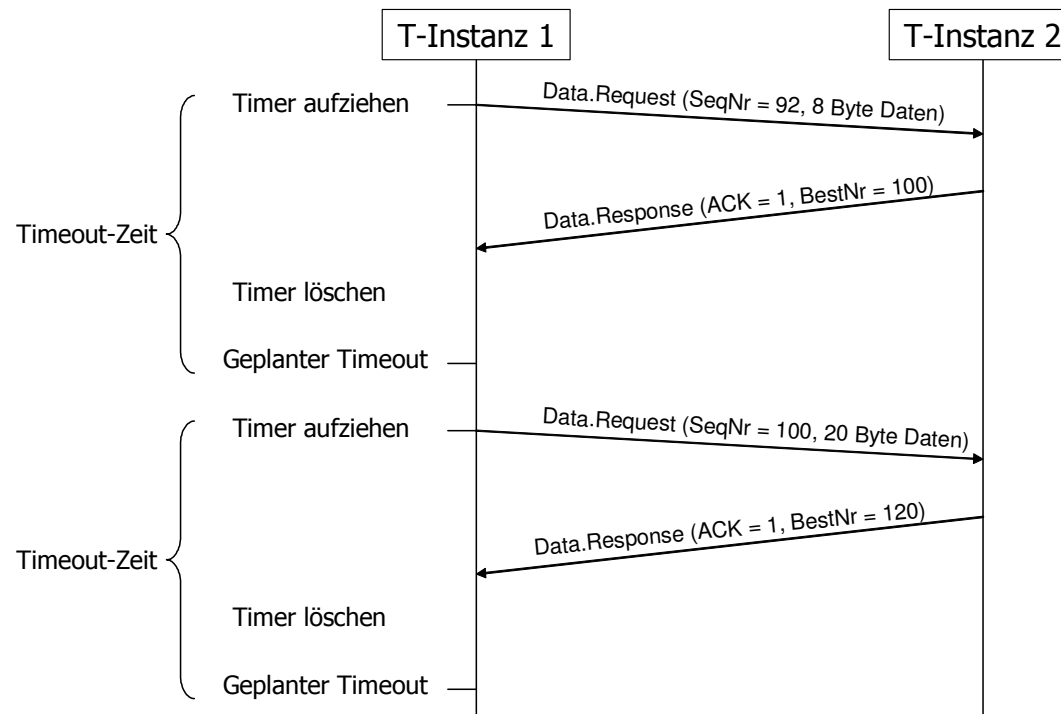 T-Instanz 1
T-Instanz 2
Timer aufziehen
Data.Request (SeqNr = 92, 8 Byte Daten)
Data.Response (ACK = 1, BestNr = 100)
Timeout-Zeit
Timer löschen
Geplanter Timeout
Timer aufziehen
Data.Request (SeqNr = 100, 20 Byte Daten)
Data.Response (ACK = 1, BestNr = 120)
Timeout-Zeit
Timer löschen
Geplanter Timeout